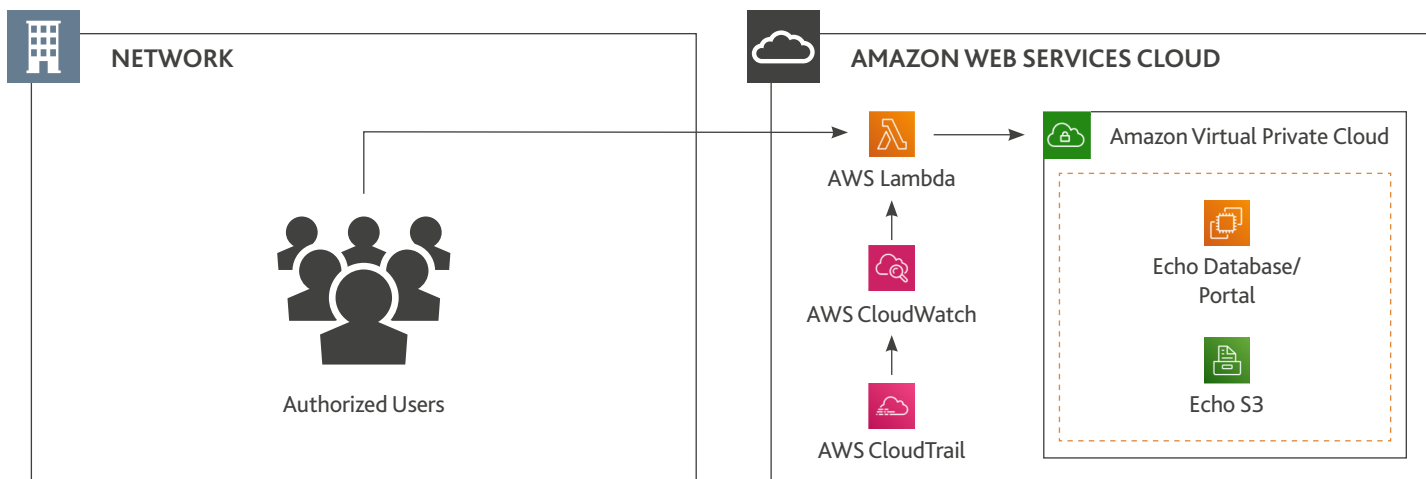 NETWORK
AMAZON WEB SERVICES CLOUD
AWS Lambda
Amazon Virtual Private Cloud
Echo Database/
Portal
AWS CloudWatch
Authorized Users
Echo S3
AWS CloudTrail